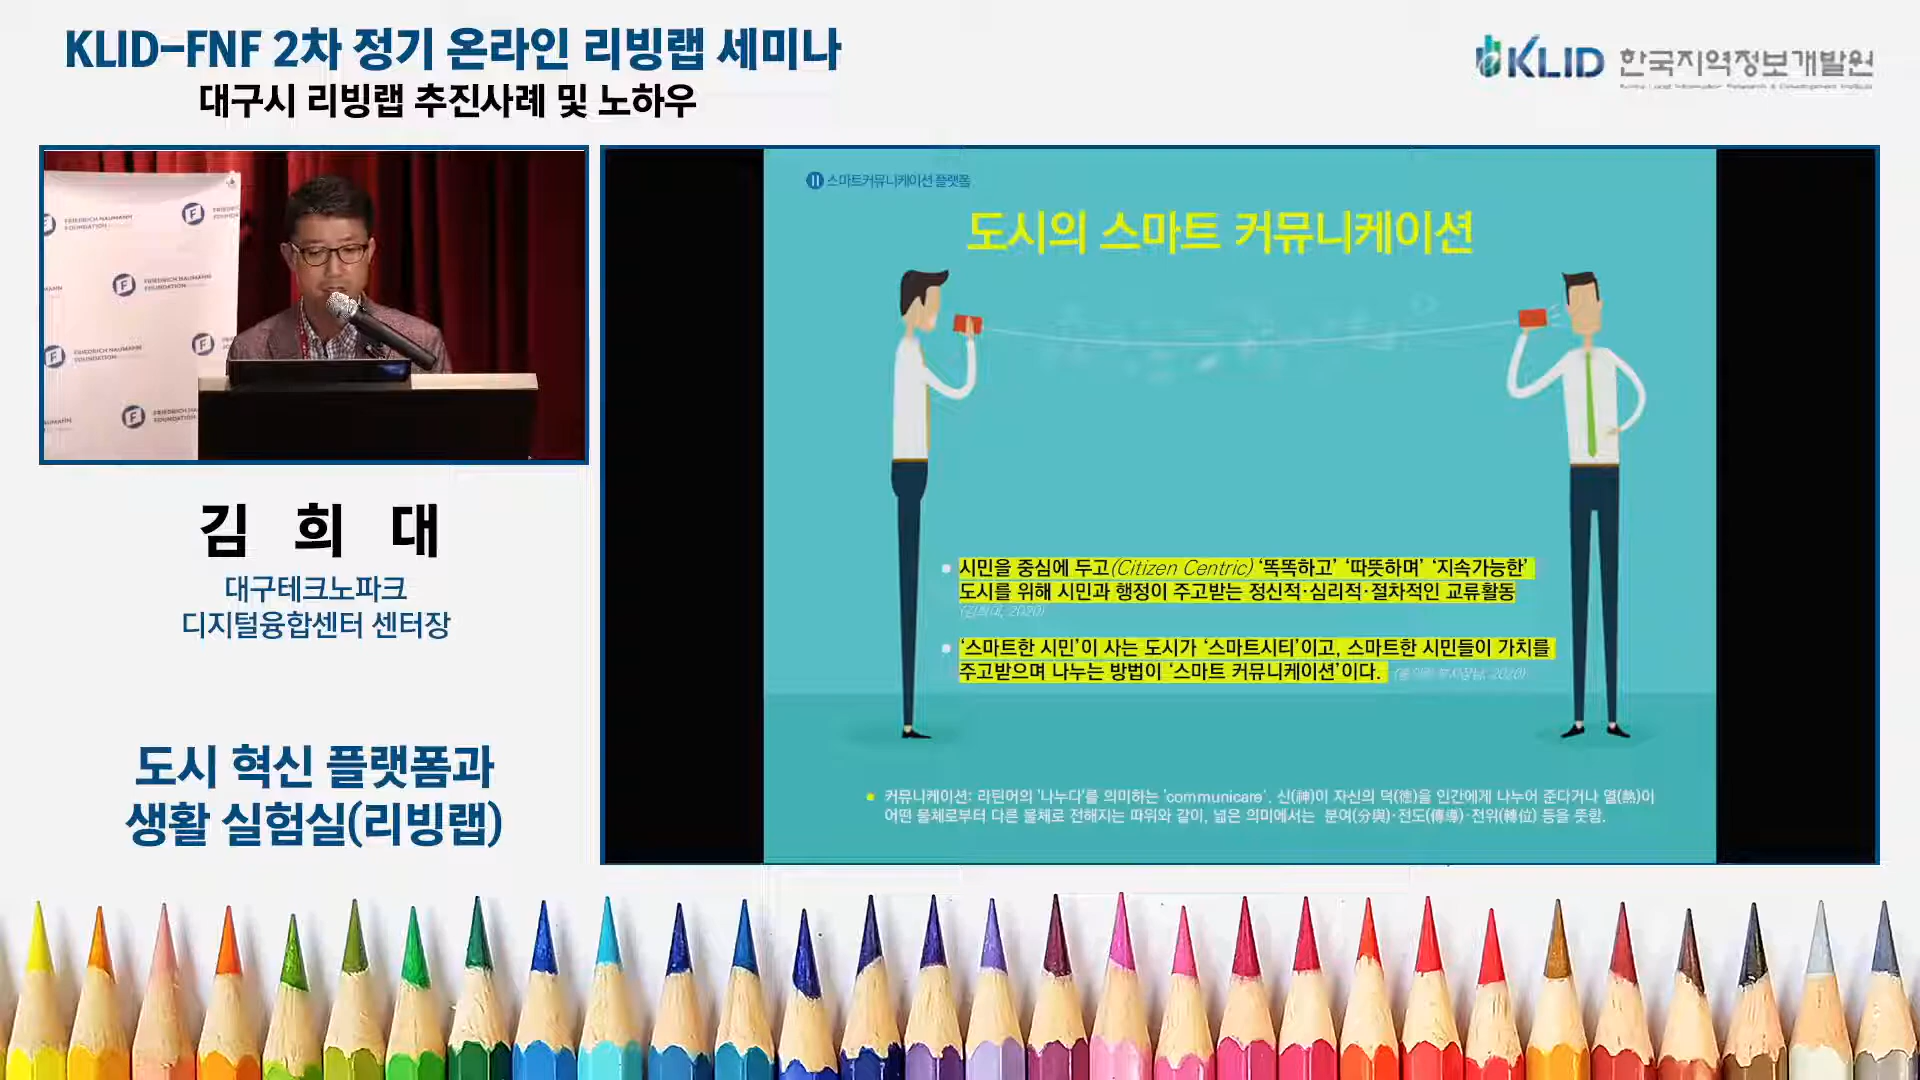 KLID-FNF 2차 정기 온라인 리빙랩 세미나
대구시 리빙랩 추진사례 및 노하우
KLID 한국지역정보개발원
FRIEDRICH NAUMANN
FOUNDATION
FRIEDRICH NAUMANN
FOUNDATION
FRIEDRICH NAUMANN
FOUNDATION
김 희 대
대구테크노파크
디지털융합센터 센터장
도시 혁신 플랫폼과
생활 실험실(리빙랩)
II 스마트커뮤니케이션 플랫폼
도시의 스마트 커뮤니케이션
시민을 중심에 두고(Citizen Centric) ‘똑똑하고’ ‘따뜻하며’ ‘지속가능한’
도시를 위해 시민과 행정이 주고받는 정신적·심리적·절차적인 교류활동
(김희대, 2020)
‘스마트한 시민’이 사는 도시가 ‘스마트시티’이고, 스마트한 시민들이 가치를
주고받으며 나누는 방법이 ‘스마트 커뮤니케이션’이다.
커뮤니케이션: 라틴어의 '나누다'를 의미하는 'communicare'. 신(神)이 자신의 덕(德)을 인간에게 나누어 준다거나 열(熱)이
어떤 물체로부터 다른 물체로 전해지는 따위와 같이, 넓은 의미에서는 분여(分與)·전도(傳導)·전위(轉位) 등을 뜻함.